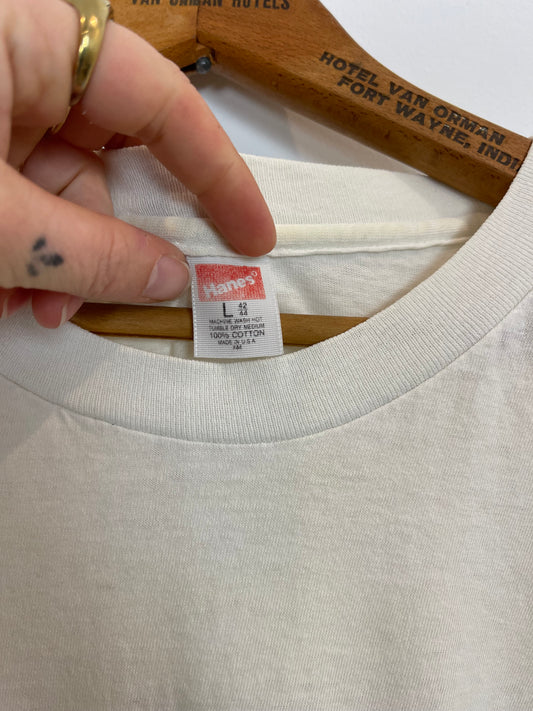 VAN ORMAN HOTELS
HOTEL VAN ORMAN
FORT WAYNE, INDI
Hanes®
L 42
44
MACHINE WASH HOT
TUMBLE DRY MEDIUM
100% COTTON
MADE IN U.S.A